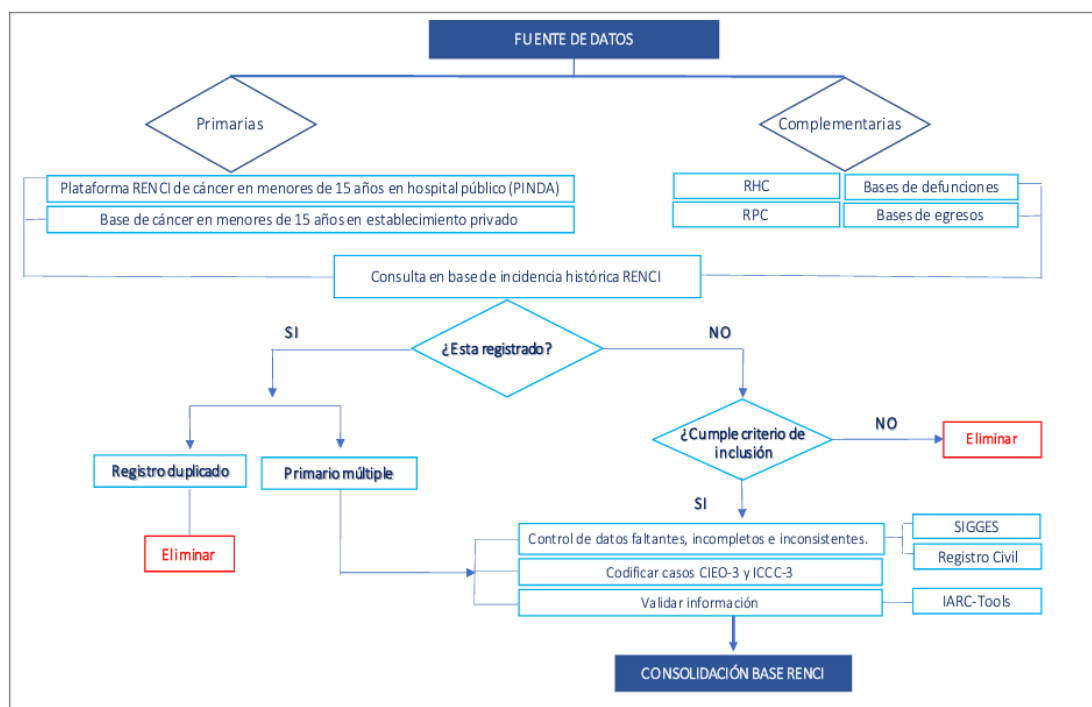 FUENTE DE DATOS
Primarias
Complementarias
Plataforma RENCI de cáncer en menores de 15 años en hospital público (PINDA)
Base de cáncer en menores de 15 años en establecimiento privado
RHC
Bases de defunciones
RPC
Bases de egresos
Consulta en base de incidencia histórica RENCI
SI
¿Esta registrado?
NO
¿Cumple criterio de
inclusión
NO
Eliminar
Registro duplicado
Primario múltiple
SI
Eliminar
Control de datos faltantes, incompletos e inconsistentes.
SIGGES
Registro Civil
Codificar casos CIEO-3 y ICCC-3
Validar información
IARC-Tools
CONSOLIDACIÓN BASE RENCI